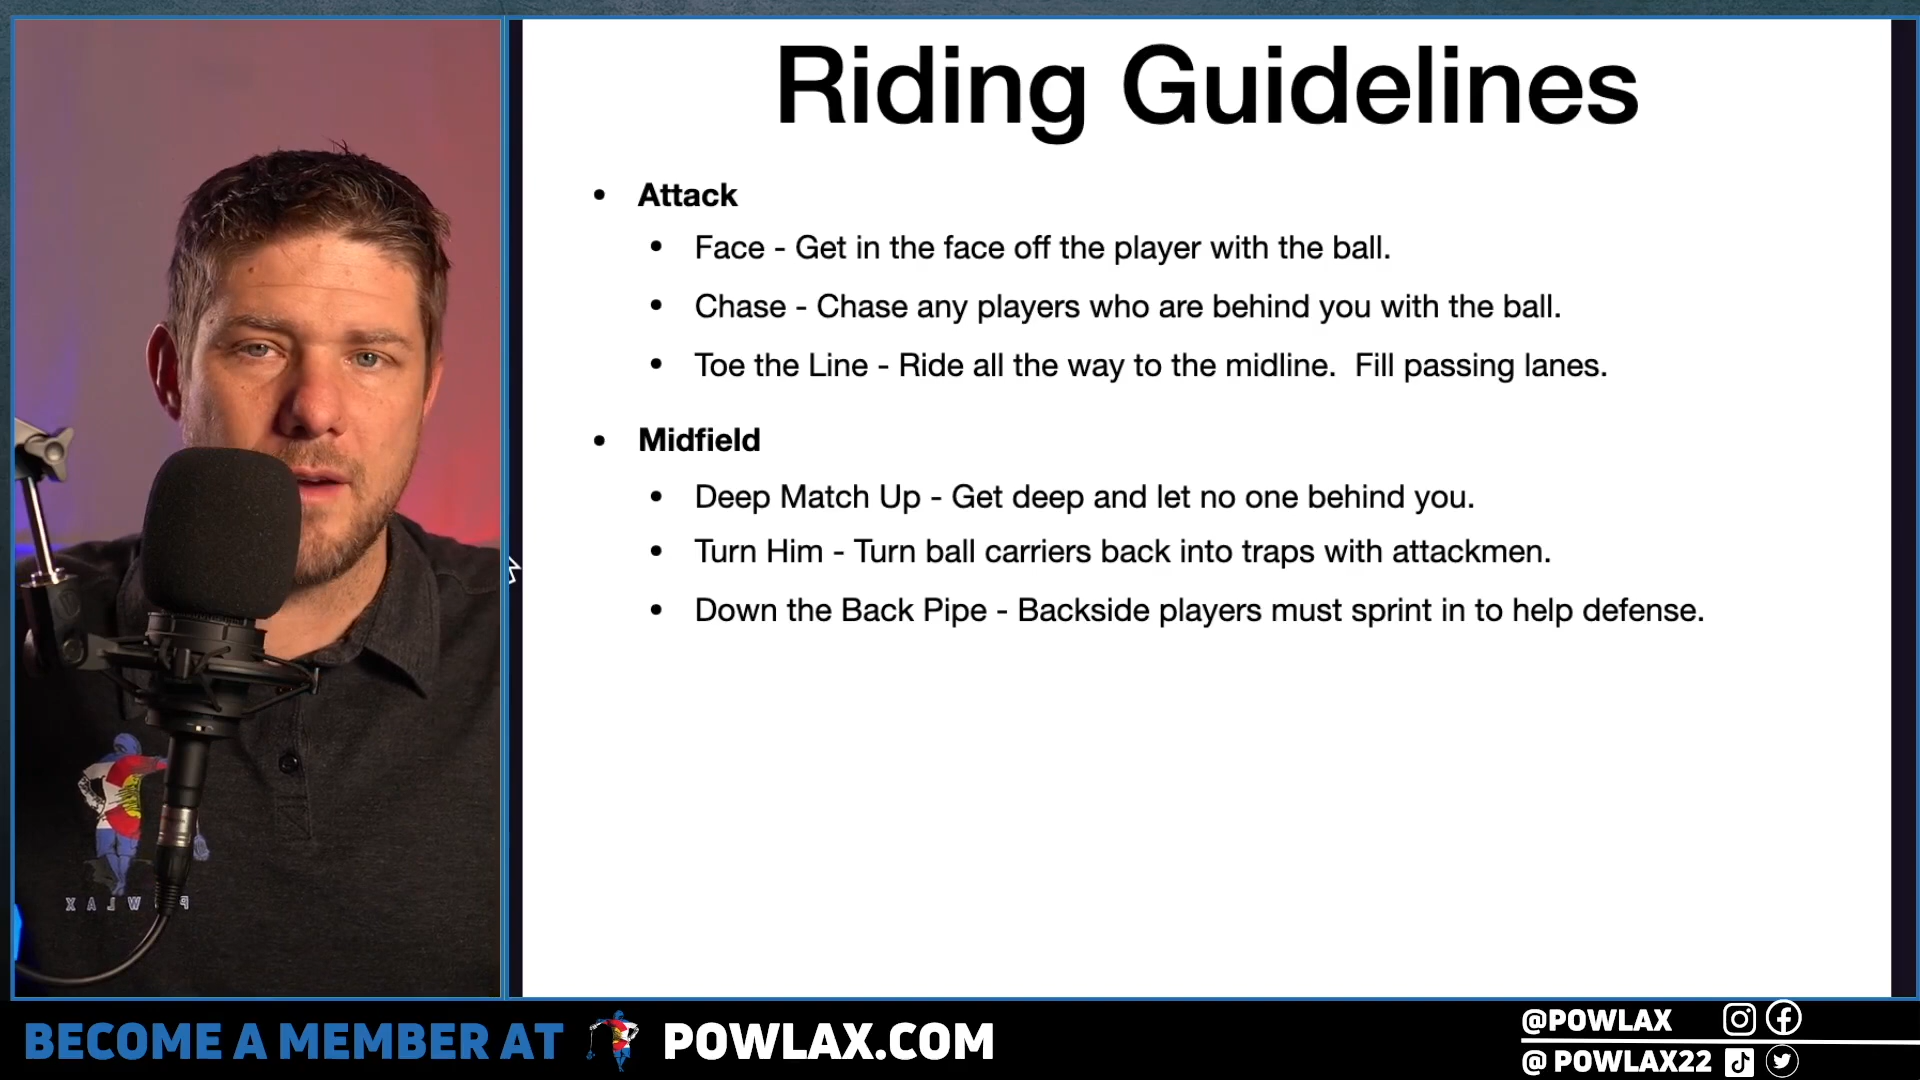 Riding Guidelines
• Attack
• Face - Get in the face off the player with the ball.
• Chase - Chase any players who are behind you with the ball.
• Toe the Line - Ride all the way to the midline.  Fill passing lanes.
• Midfield
• Deep Match Up - Get deep and let no one behind you.
• Turn Him - Turn ball carriers back into traps with attackmen.
• Down the Back Pipe - Backside players must sprint in to help defense.
BECOME A MEMBER AT POWLAX.COM
@POWLAX
@ POWLAX22